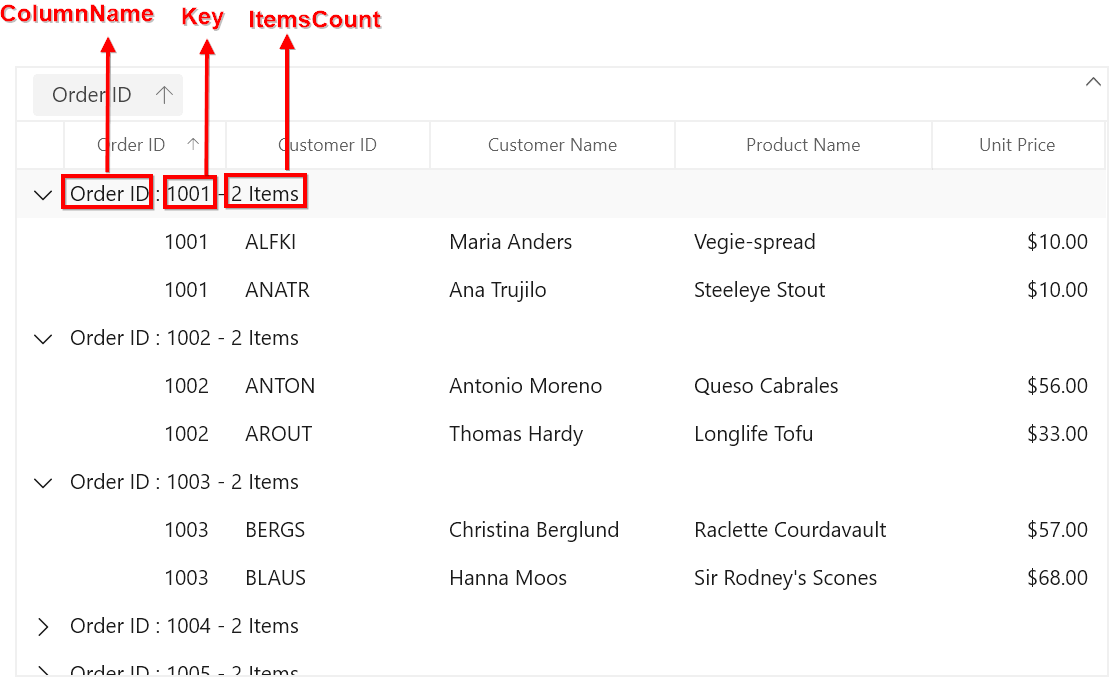 ColumnName Key ItemsCount
Order ID
Order ID Customer ID Customer Name Product Name Unit Price
Order ID : 1001 - 2 Items
1001 ALFKI Maria Anders Vegie-spread $10.00
1001 ANATR Ana Trujilo Steeleye Stout $10.00
Order ID : 1002 - 2 Items
1002 ANTON Antonio Moreno Queso Cabrales $56.00
1002 AROUT Thomas Hardy Longlife Tofu $33.00
Order ID : 1003 - 2 Items
1003 BERGS Christina Berglund Raclette Courdavault $57.00
1003 BLAUS Hanna Moos Sir Rodney's Scones $68.00
Order ID : 1004 - 2 Items
Order ID : 1005 - 2 Items